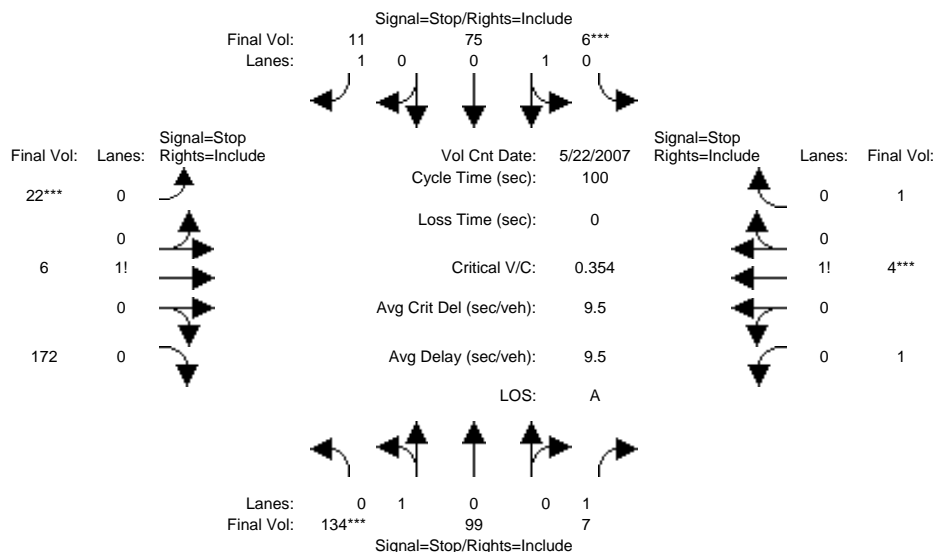 Signal=Stop/Rights=Include
Final Vol: 11 75 6***
Lanes: 1 0 0 1 0
Signal=Stop
Final Vol: Lanes: Rights=Include
Vol Cnt Date: 5/22/2007
Signal=Stop
Rights=Include Lanes: Final Vol:
22*** 0
Cycle Time (sec): 100
0 1
0
Loss Time (sec): 0
0
6 1!
Critical V/C: 0.354
1! 4***
0
Avg Crit Del (sec/veh): 9.5
0
172 0
Avg Delay (sec/veh): 9.5
0 1
LOS: A
Lanes: 0 1 0 0 1
Final Vol: 134*** 99 7
Signal=Stop/Rights=Include